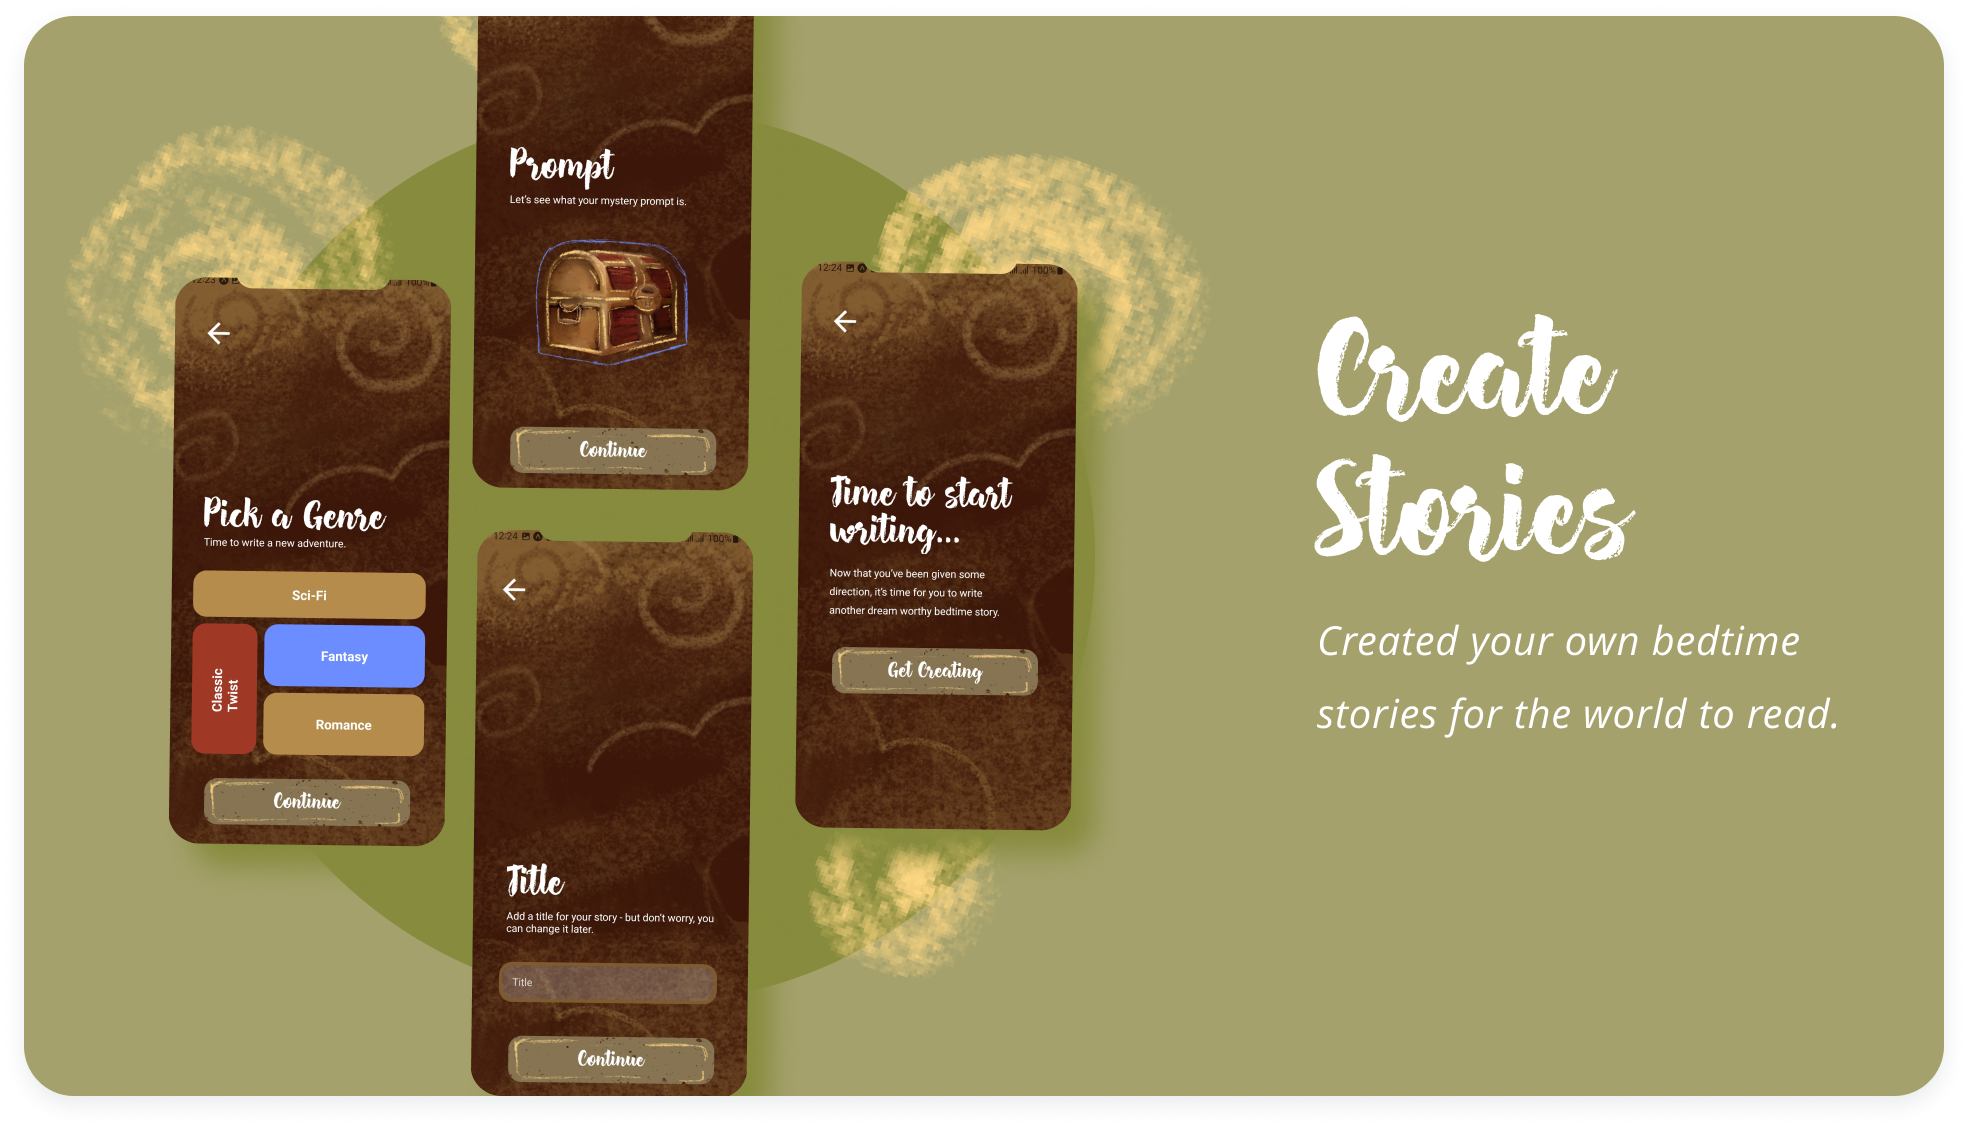 Prompt
Let's see what your mystery prompt is.
Continue
12:23
100%
Pick a Genre
Time to write a new adventure.
Sci-Fi
Classic
Twist
Fantasy
Romance
Continue
12:24
100%
Title
Add a title for your story - but don't worry, you
can change it later.
Title
Continue
12:24
100%
Time to start
writing...
Now that you've been given some
direction, it's time for you to write
another dream worthy bedtime story.
Get Creating
Create
Stories
Created your own bedtime
stories for the world to read.